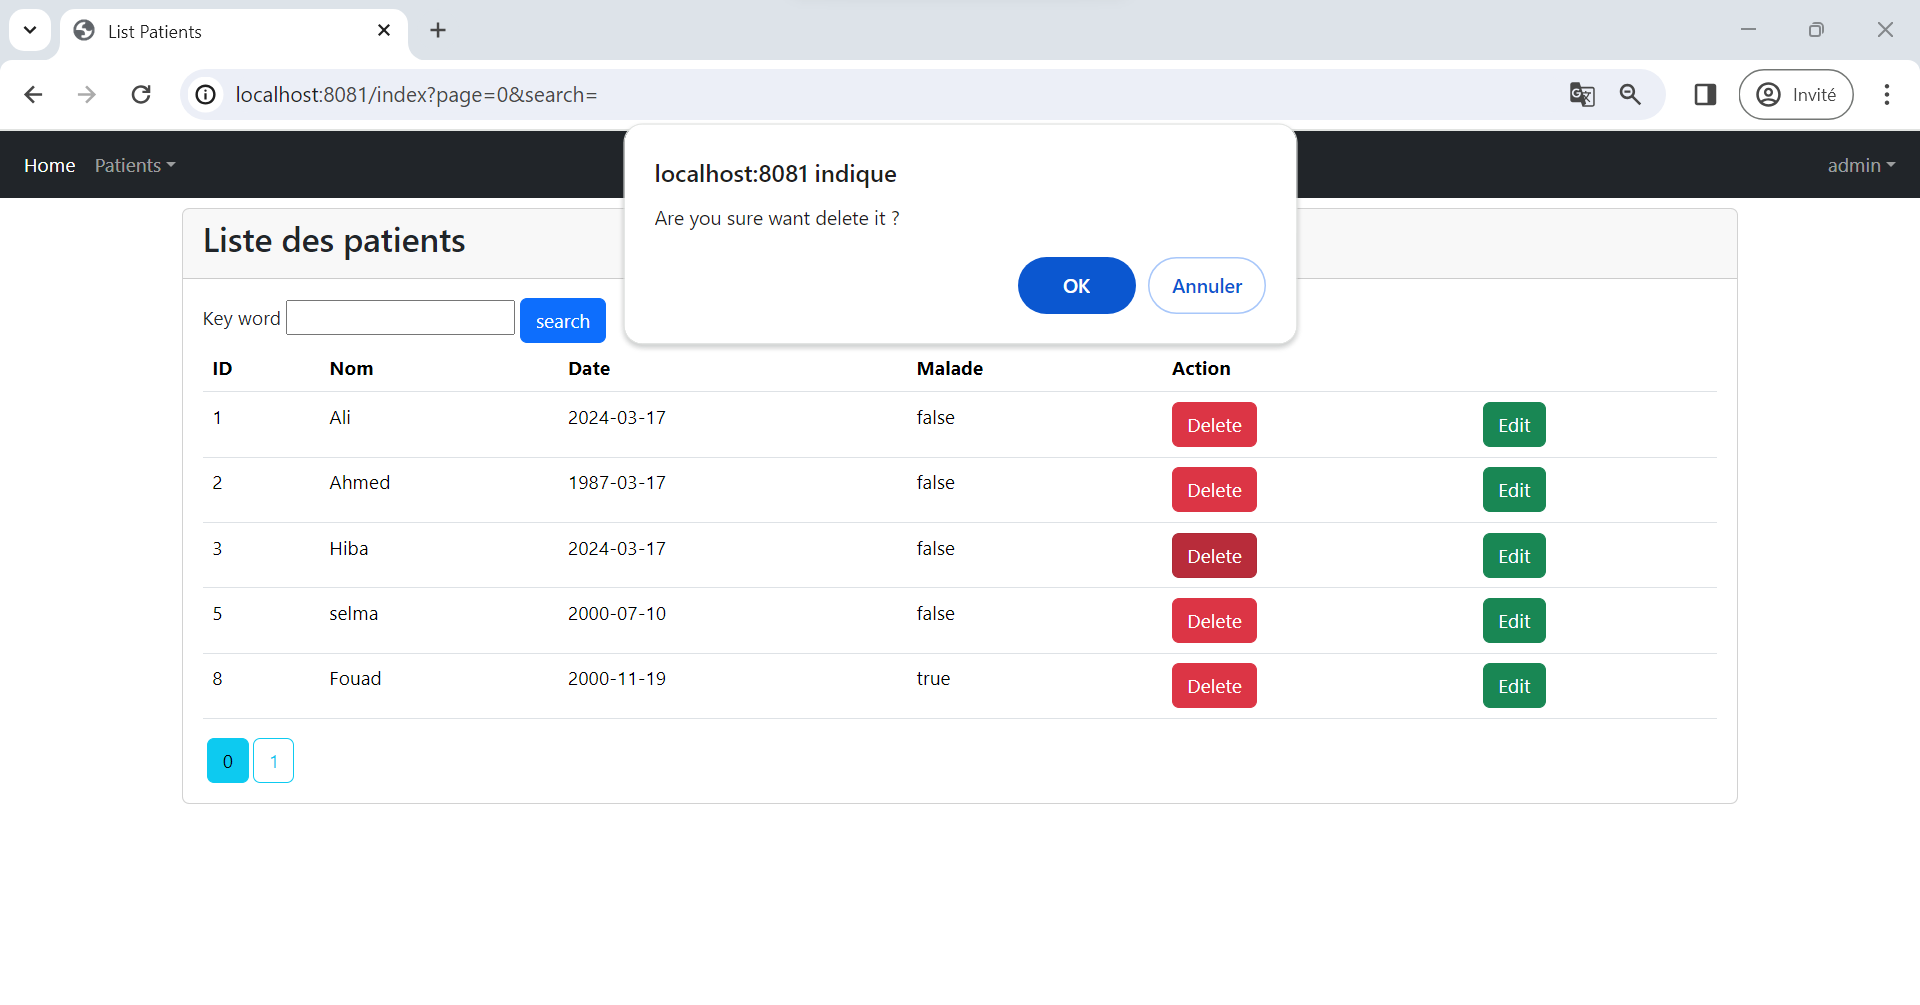 List Patients
localhost:8081/index?page=0&search=
Invité
Home Patients admin
localhost:8081 indique
Are you sure want delete it ?
OK Annuler
Liste des patients
Key word search
ID Nom Date Malade Action
1 Ali 2024-03-17 false Delete Edit
2 Ahmed 1987-03-17 false Delete Edit
3 Hiba 2024-03-17 false Delete Edit
5 selma 2000-07-10 false Delete Edit
8 Fouad 2000-11-19 true Delete Edit
0 1